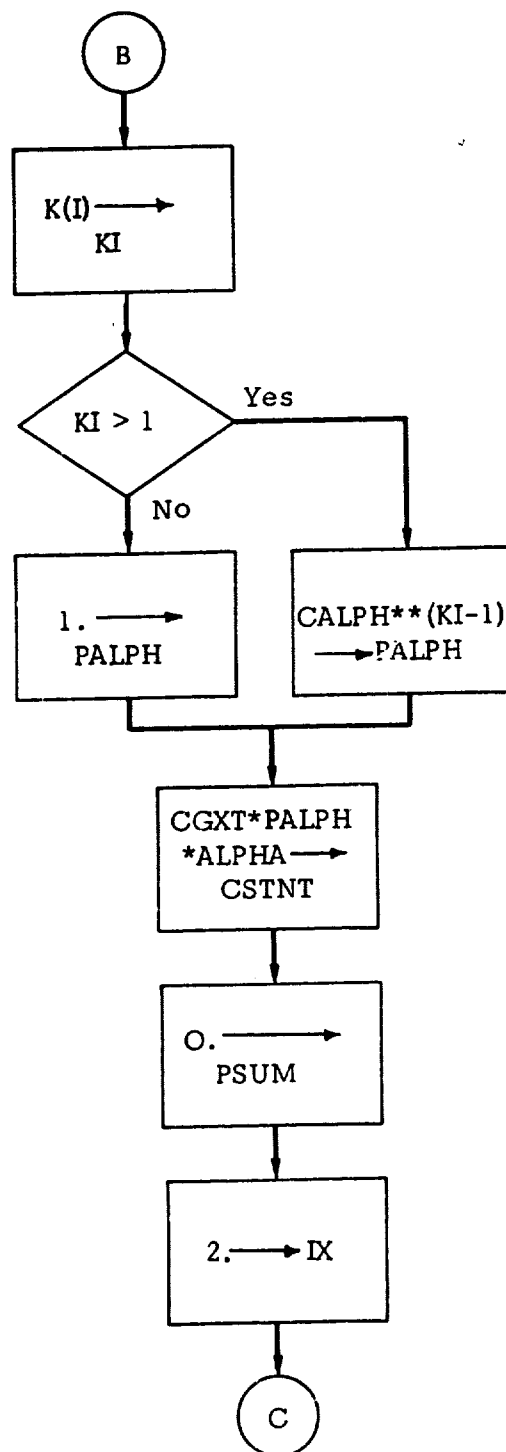 B
K(I) →
KI
KI > 1
Yes
No
1. →
PALPH
CALPH**(KI-1)
→ PALPH
CGXT*PALPH
*ALPHA →
CSTNT
O. →
PSUM
2. → IX
C